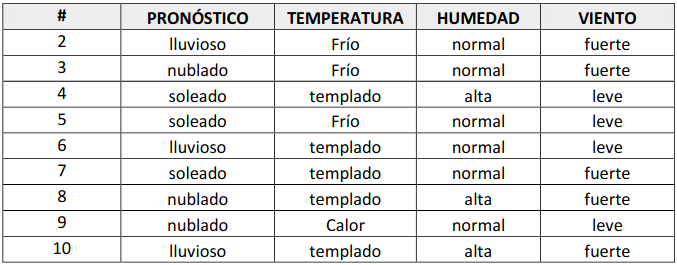 # PRONÓSTICO TEMPERATURA HUMEDAD VIENTO
2 lluvioso Frío normal fuerte
3 nublado Frío normal fuerte
4 soleado templado alta leve
5 soleado Frío normal leve
6 lluvioso templado normal leve
7 soleado templado normal fuerte
8 nublado templado alta fuerte
9 nublado Calor normal leve
10 lluvioso templado alta fuerte